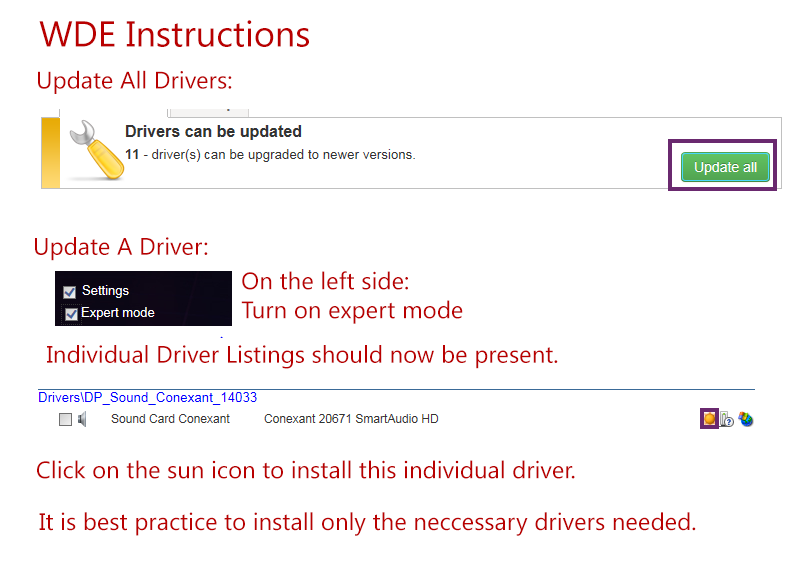 WDE Instructions
Update All Drivers:
Drivers can be updated
11 - driver(s) can be upgraded to newer versions.
Update all
Update A Driver:
Settings
Expert mode
On the left side:
Turn on expert mode
Individual Driver Listings should now be present.
Drivers\DP_Sound_Conexant_14033
Sound Card Conexant Conexant 20671 SmartAudio HD
Click on the sun icon to install this individual driver.
It is best practice to install only the neccessary drivers needed.